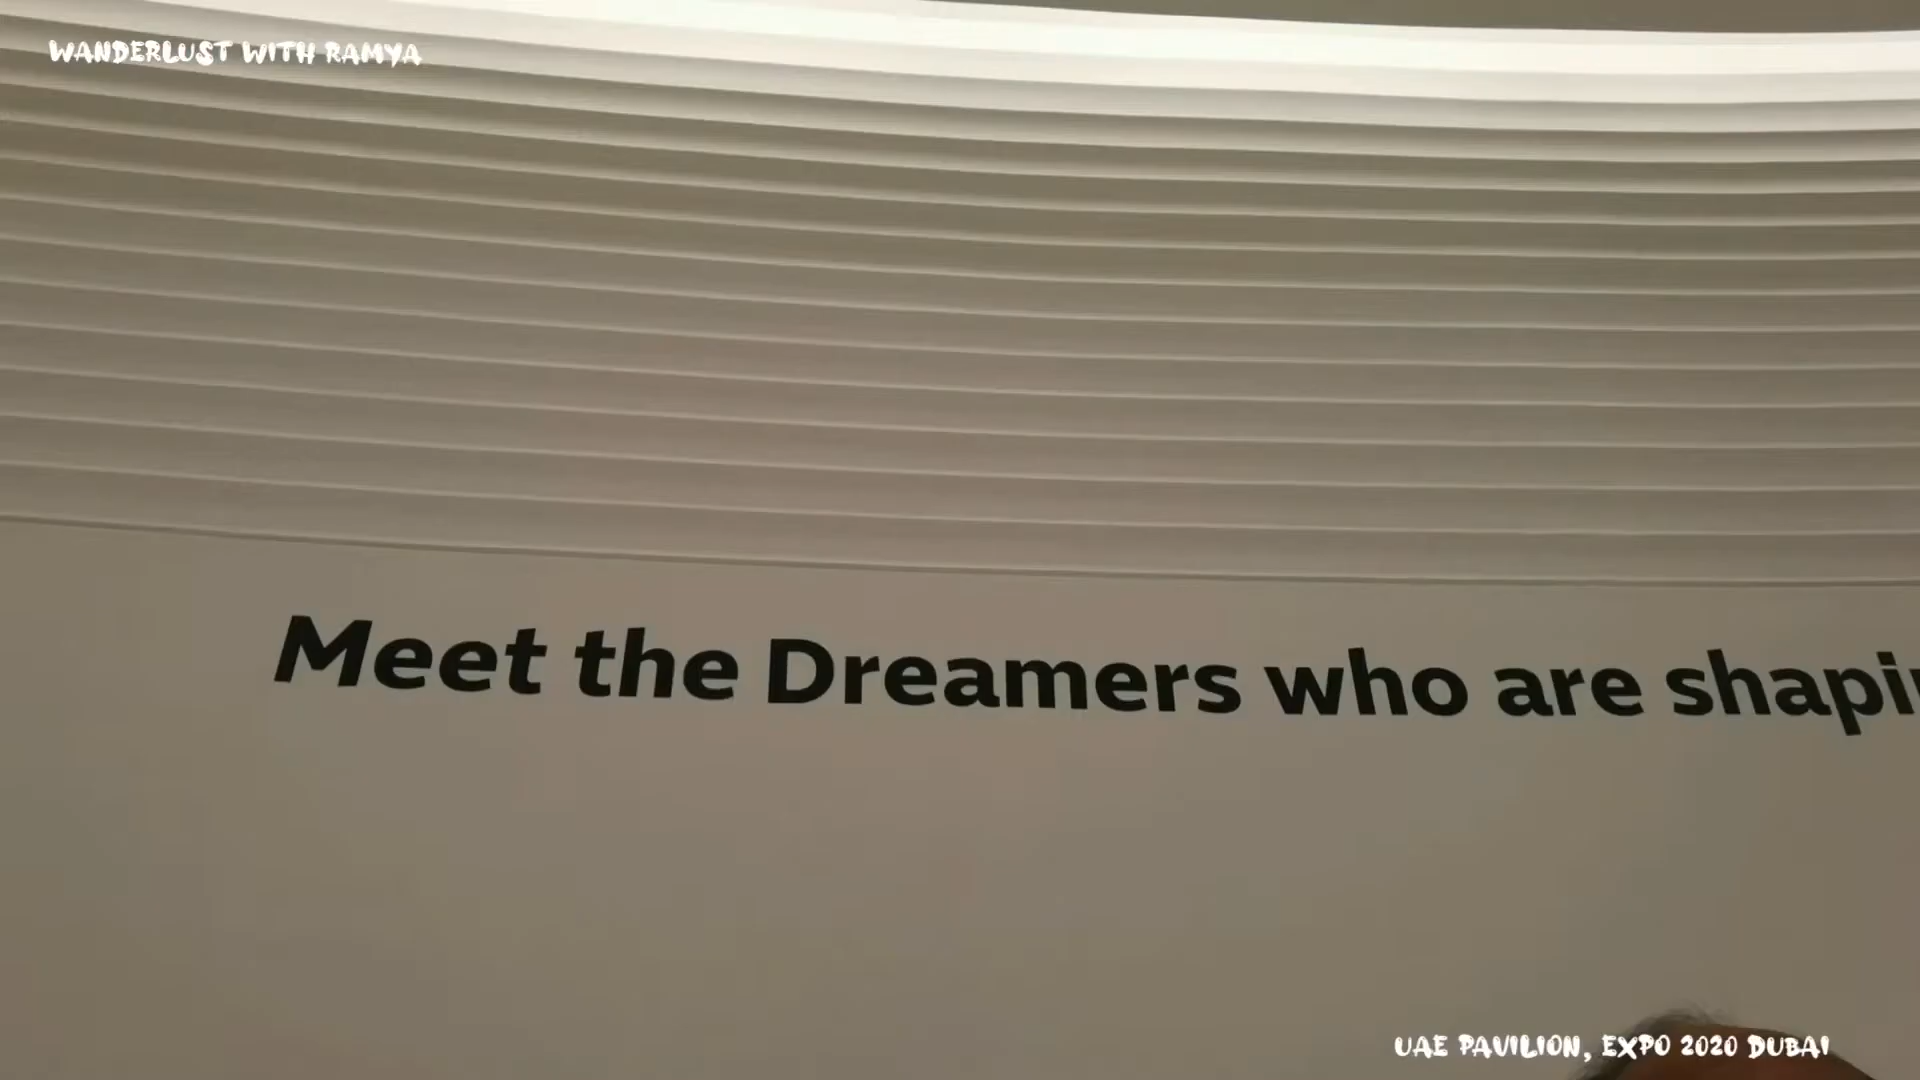 WANDERLUST WITH RAMYA
Meet the Dreamers who are
UAE PAVILION, EXPO 2020 DUBAI